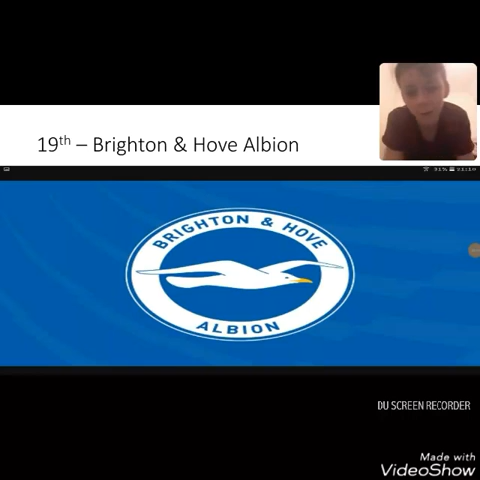 19th – Brighton & Hove Albion
BRIGHTON & HOVE
ALBION
DU SCREEN RECORDER
Made with
VideoShow